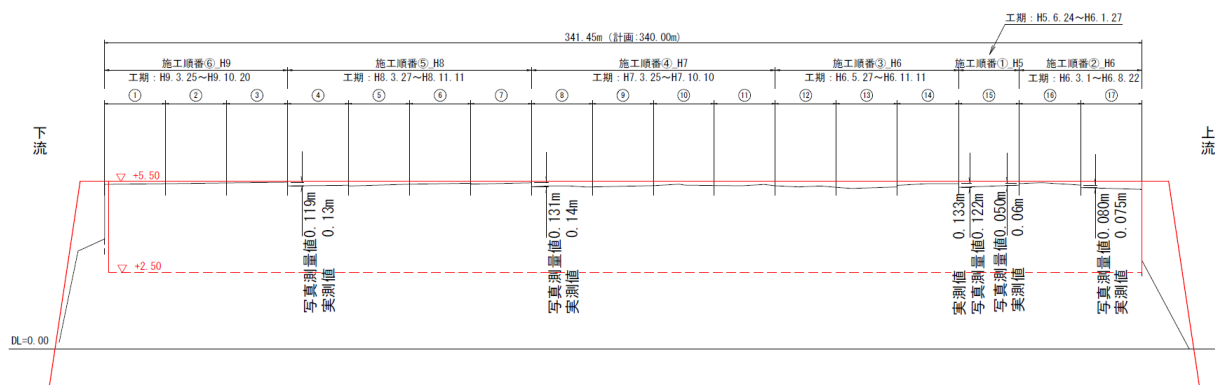 工期：H5.6.24～H6.1.27
341.45m (計画:340.00m)
施工順番⑥_H9
施工順番⑤_H8
施工順番④_H7
施工順番③_H6
施工順番①_H5
施工順番②_H6
工期：H9.3.25～H9.10.20
工期：H8.3.27～H8.11.11
工期：H7.3.25～H7.10.10
工期：H6.5.27～H6.11.11
工期：H6.3.1～H6.8.22
① ② ③ ④ ⑤ ⑥ ⑦ ⑧ ⑨ ⑩ ⑪ ⑫ ⑬ ⑭ ⑮ ⑯ ⑰
下流
上流
+5.50
写真測量値0.119m
実測値 0.13m
写真測量値0.131m
実測値 0.14m
実測値 0.133m
写真測量値0.122m
写真測量値0.050m
実測値 0.06m
写真測量値0.080m
実測値 0.075m
+2.50
DL=0.00